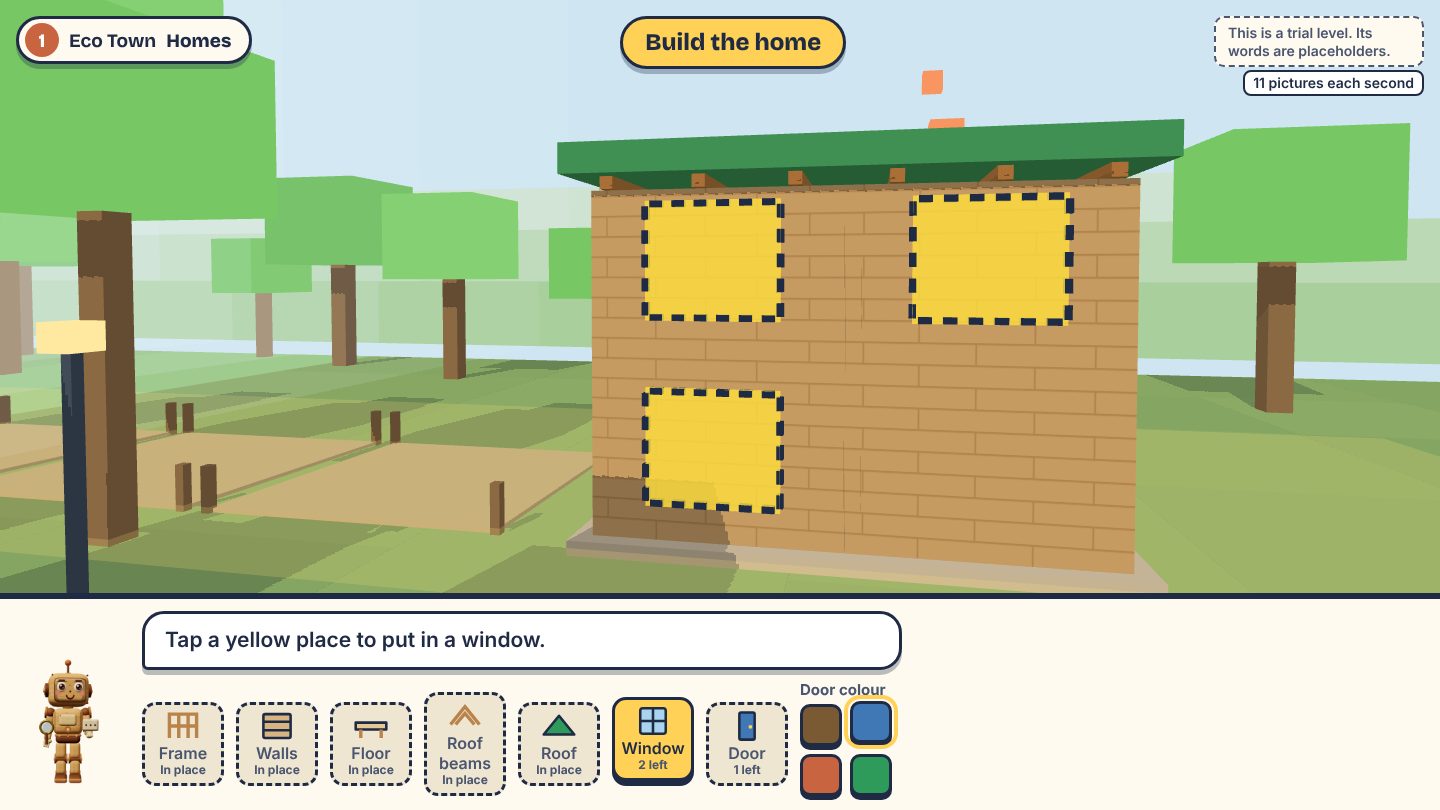 1 Eco Town Homes
Build the home
This is a trial level. Its
words are placeholders.
11 pictures each second
Tap a yellow place to put in a window.
Door colour
Frame
In place
Walls
In place
Floor
In place
Roof
beams
In place
Roof
In place
Window
2 left
Door
1 left